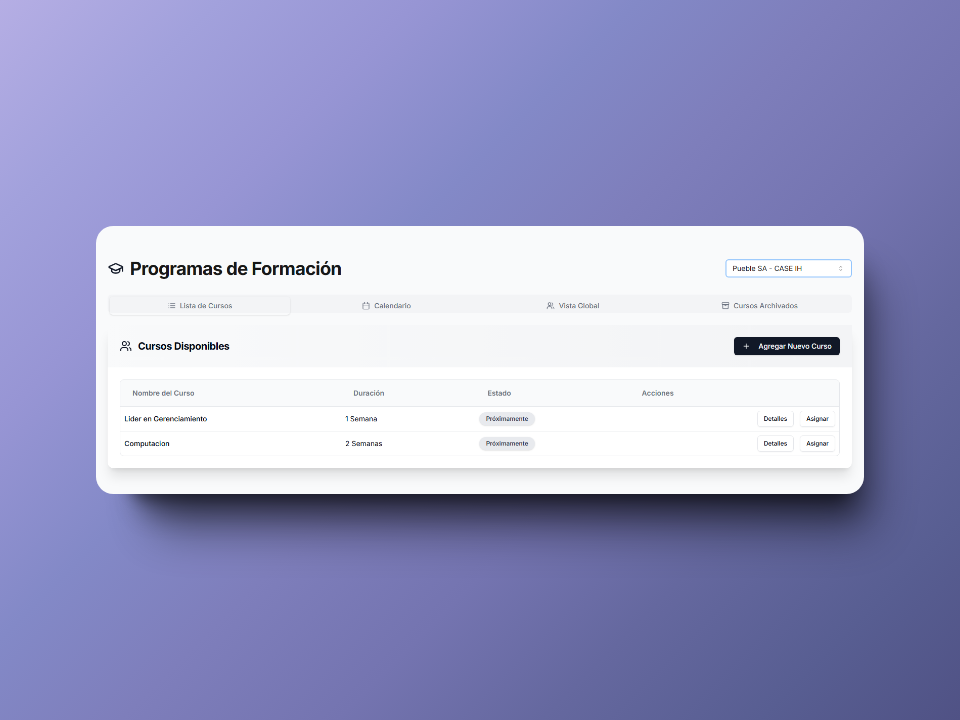 Programas de Formación
Pueble SA - CASE IH
Lista de Cursos
Calendario
Vista Global
Cursos Archivados
Cursos Disponibles
Agregar Nuevo Curso
Nombre del Curso Duración Estado Acciones
Lider en Gerenciamiento 1 Semana Próximamente Detalles Asignar
Computacion 2 Semanas Próximamente Detalles Asignar